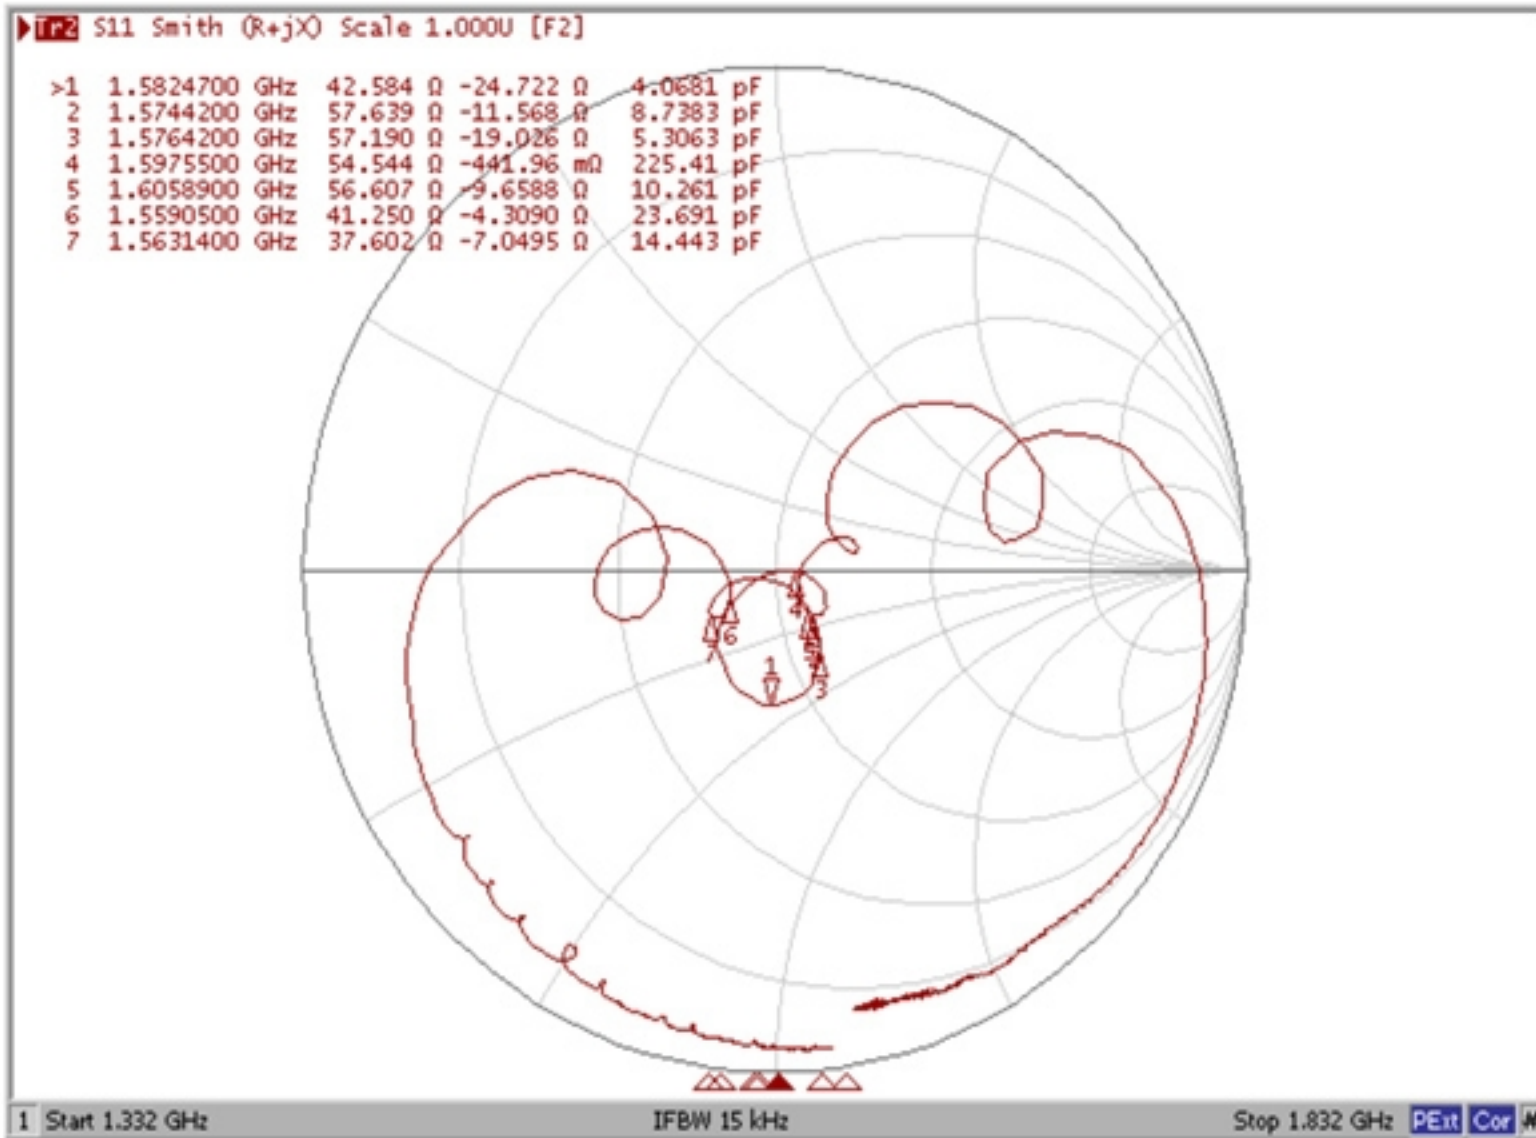 Tr2 S11 Smith (R+jX) Scale 1.000U [F2]
>1 1.5824700 GHz 42.584 Ω -24.722 Ω 4.0681 pF
2 1.5744200 GHz 57.639 Ω -11.568 Ω 8.7383 pF
3 1.5764200 GHz 57.190 Ω -19.026 Ω 5.3063 pF
4 1.5975500 GHz 54.544 Ω -441.96 mΩ 225.41 pF
5 1.6058900 GHz 56.607 Ω -9.6588 Ω 10.261 pF
6 1.5590500 GHz 41.250 Ω -4.3090 Ω 23.691 pF
7 1.5631400 GHz 37.602 Ω -7.0495 Ω 14.443 pF
4
6
7
1
3
1 Start 1.332 GHz IFBW 15 kHz Stop 1.832 GHz PExt Cor